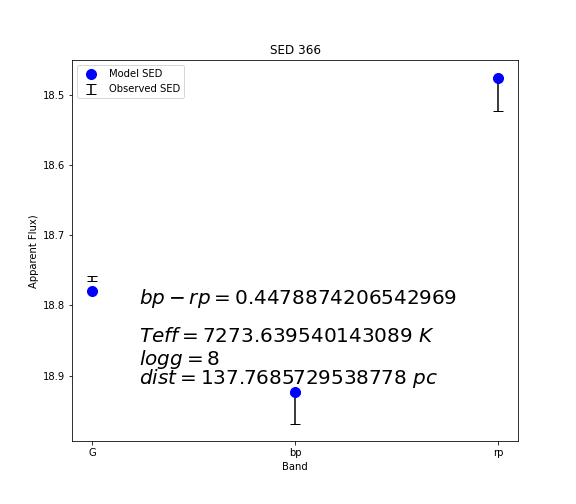 SED 366
Model SED
Observed SED
18.5
18.6
18.7
18.8
18.9
Apparent Flux)
bp − rp = 0.4478874206542969
Teff = 7273.639540143089 K
logg = 8
dist = 137.7685729538778 pc
G
bp
rp
Band